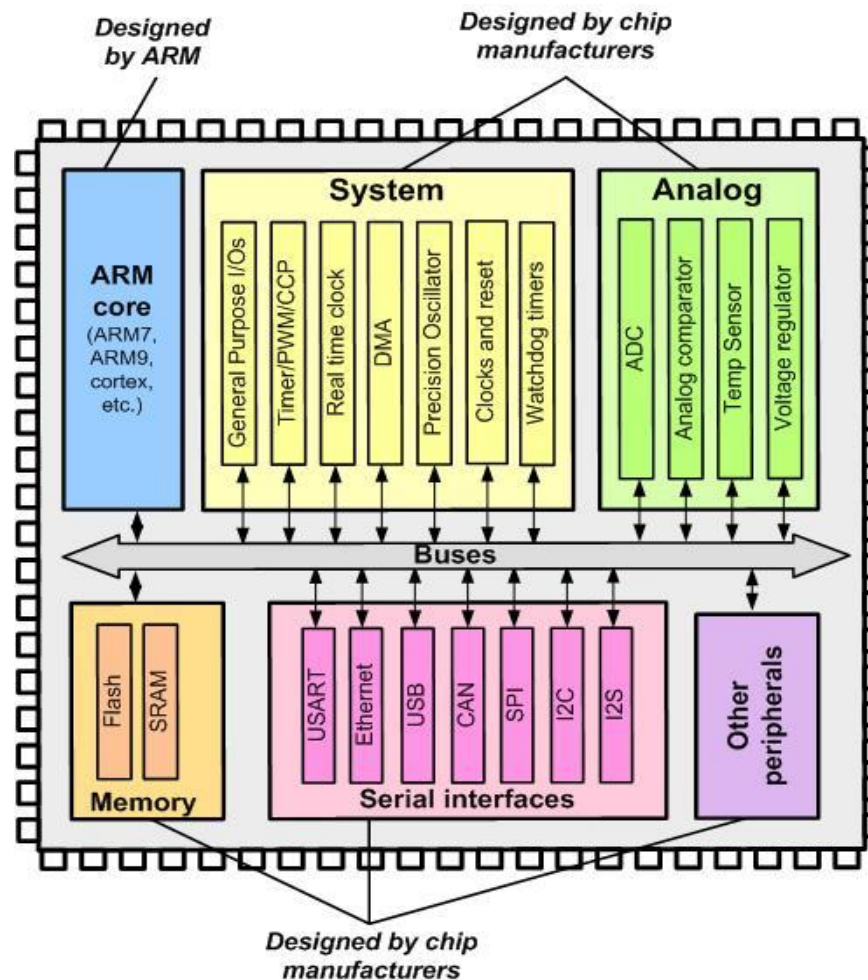 Designed
by ARM
Designed by chip
manufacturers
ARM
core
(ARM7,
ARM9,
cortex,
etc.)
System
General Purpose I/Os
Timer/PWM/CCP
Real time clock
DMA
Precision Oscillator
Clocks and reset
Watchdog timers
Analog
ADC
Analog comparator
Temp Sensor
Voltage regulator
Buses
Flash
SRAM
Memory
USART
Ethernet
USB
CAN
SPI
I2C
I2S
Serial interfaces
Other
peripherals
Designed by chip
manufacturers